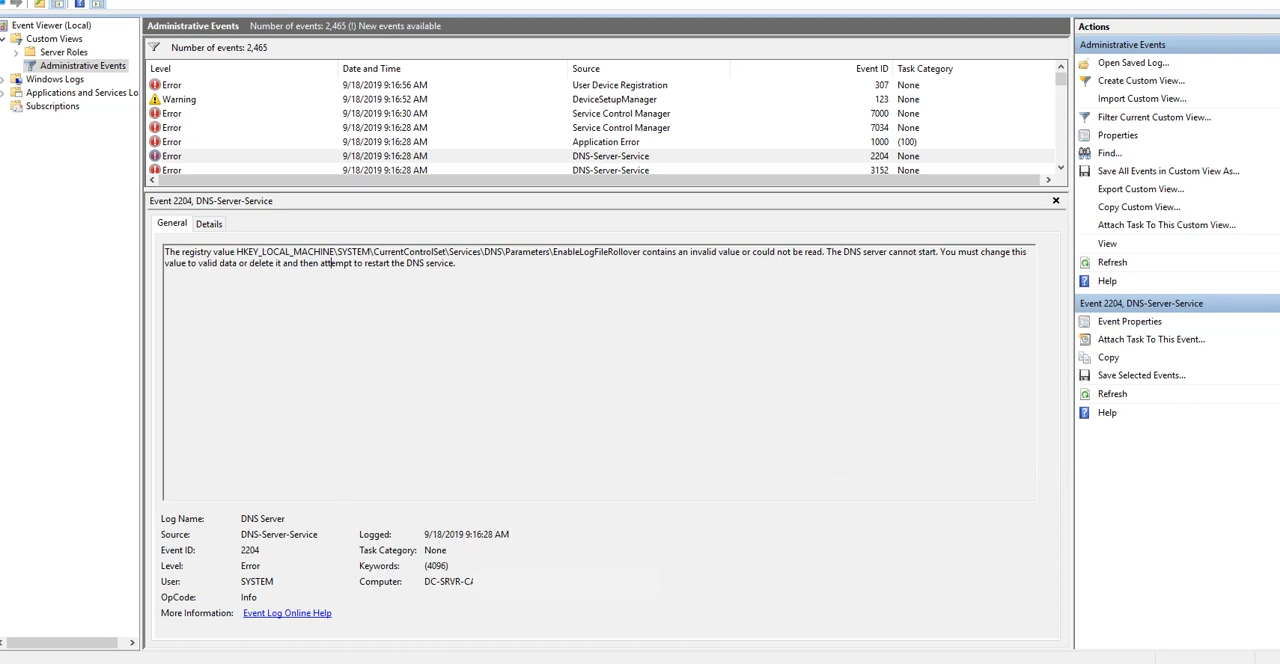 Event Viewer (Local)
Custom Views
Server Roles
Administrative Events
Windows Logs
Applications and Services Lo
Subscriptions
Administrative Events Number of events: 2,465 (!) New events available
Number of events: 2,465
Level Date and Time Source Event ID Task Category
Error 9/18/2019 9:16:56 AM User Device Registration 307 None
Warning 9/18/2019 9:16:52 AM DeviceSetupManager 123 None
Error 9/18/2019 9:16:30 AM Service Control Manager 7000 None
Error 9/18/2019 9:16:28 AM Service Control Manager 7034 None
Error 9/18/2019 9:16:28 AM Application Error 1000 (100)
Error 9/18/2019 9:16:28 AM DNS-Server-Service 2204 None
Error 9/18/2019 9:16:28 AM DNS-Server-Service 3152 None
Event 2204, DNS-Server-Service
General Details
The registry value HKEY_LOCAL_MACHINE\SYSTEM\CurrentControlSet\Services\DNS\Parameters\EnableLogFileRollover contains an invalid value or could not be read. The DNS server cannot start. You must change this
value to valid data or delete it and then attempt to restart the DNS service.
Log Name: DNS Server
Source: DNS-Server-Service Logged: 9/18/2019 9:16:28 AM
Event ID: 2204 Task Category: None
Level: Error Keywords: (4096)
User: SYSTEM Computer: DC-SRVR-CA
OpCode: Info
More Information: Event Log Online Help
Actions
Administrative Events
Open Saved Log...
Create Custom View...
Import Custom View...
Filter Current Custom View...
Properties
Find...
Save All Events in Custom View As...
Export Custom View...
Copy Custom View...
Attach Task To This Custom View...
View
Refresh
Help
Event 2204, DNS-Server-Service
Event Properties
Attach Task To This Event...
Copy
Save Selected Events...
Refresh
Help